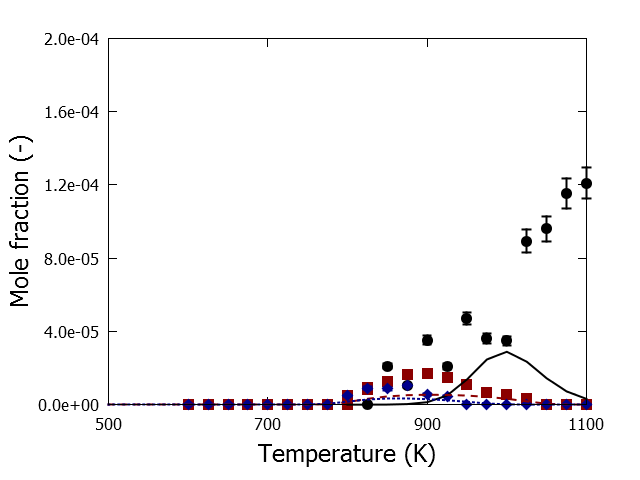 2.0e-04
1.6e-04
1.2e-04
8.0e-05
4.0e-05
0.0e+00
Mole fraction (-)
500 700 900 1100
Temperature (K)